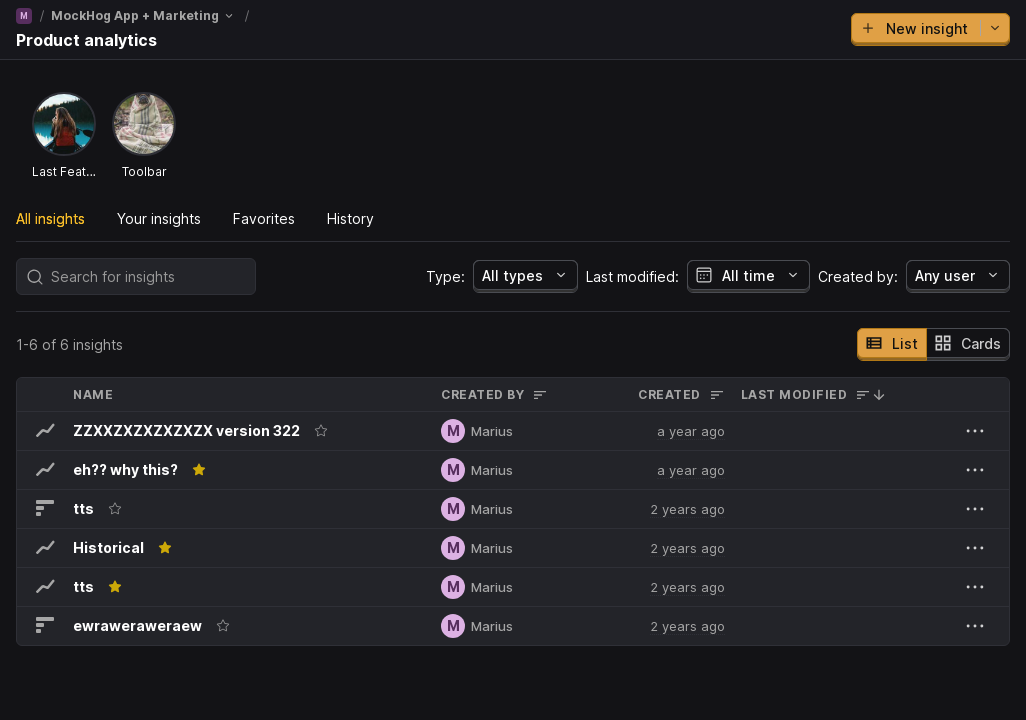 M / MockHog App + Marketing /
Product analytics
New insight
Last Feat...
Toolbar
All insights
Your insights
Favorites
History
Search for insights
Type:
All types
Last modified:
All time
Created by:
Any user
1-6 of 6 insights
List
Cards
NAME
CREATED BY
CREATED
LAST MODIFIED
ZZXXZXZXZXZXZX version 322
M Marius
a year ago
eh?? why this?
M Marius
a year ago
tts
M Marius
2 years ago
Historical
M Marius
2 years ago
tts
M Marius
2 years ago
ewraweraweraew
M Marius
2 years ago